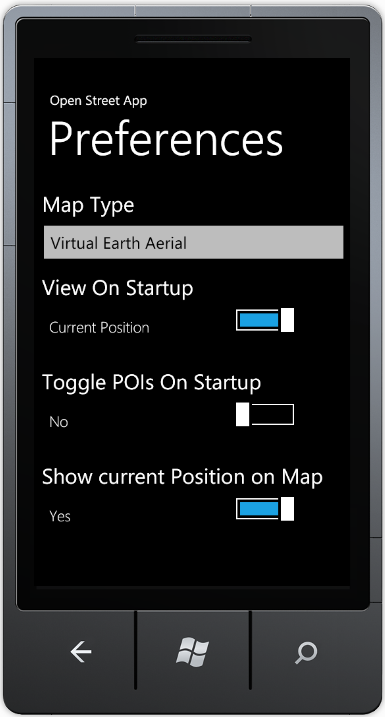 Open Street App
Preferences
Map Type
Virtual Earth Aerial
View On Startup
Current Position
Toggle POIs On Startup
No
Show current Position on Map
Yes